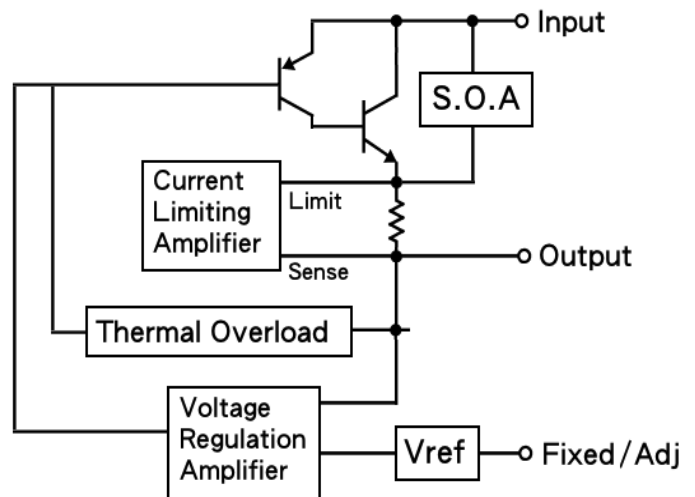 Input
S.O.A
Current
Limiting
Amplifier
Limit
Sense
Output
Thermal Overload
Voltage
Regulation
Amplifier
Vref
Fixed/Adj